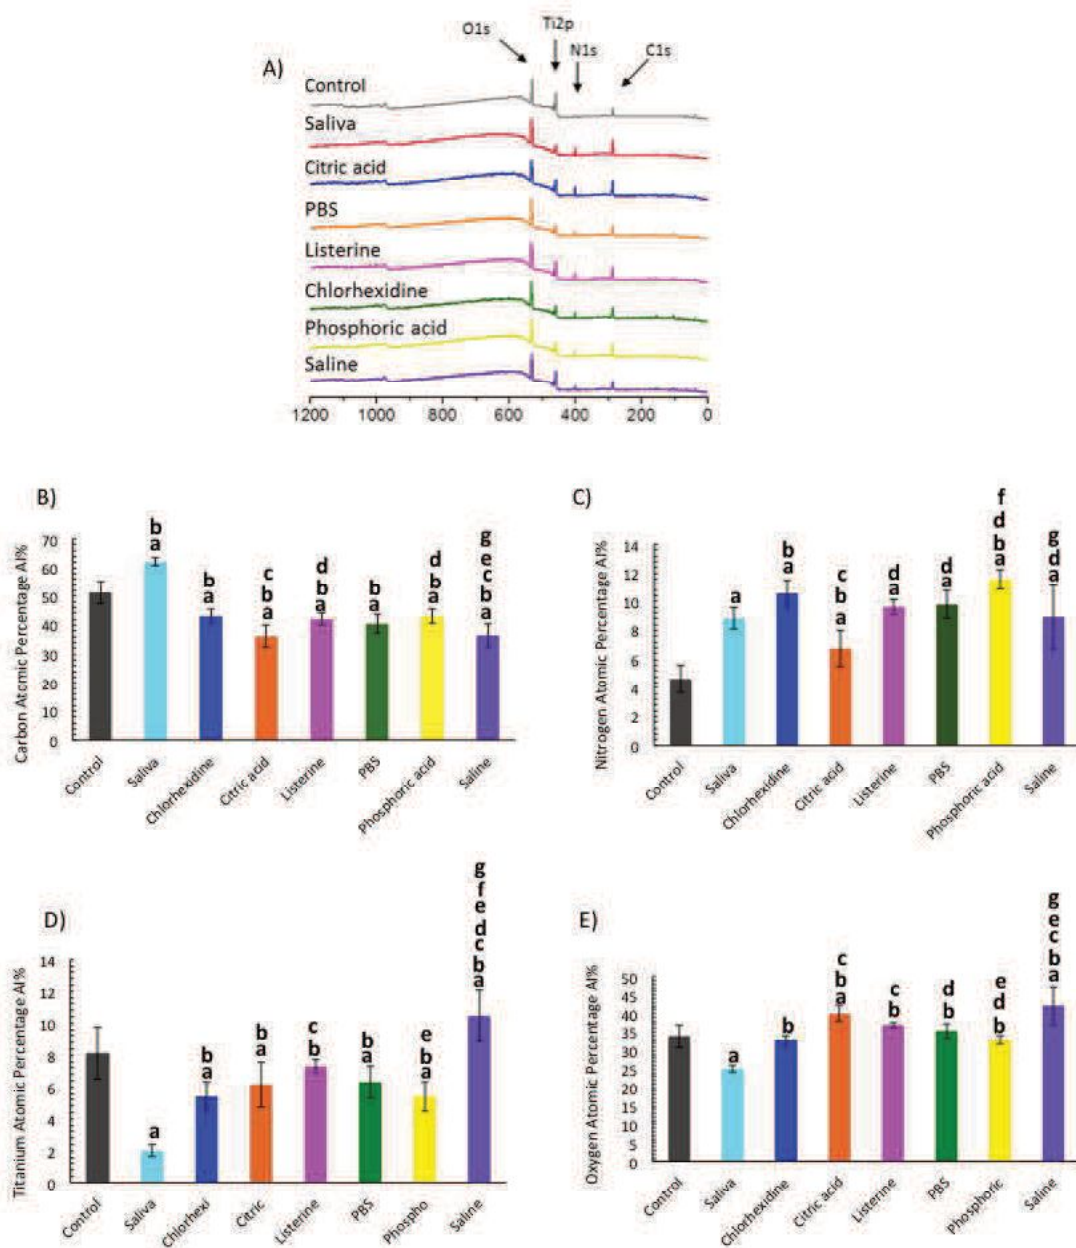 A)
O1s
Ti2p
N1s
C1s
Control
Saliva
Citric acid
PBS
Listerine
Chlorhexidine
Phosphoric acid
Saline
1200 1000 800 600 400 200 0
B)
Carbon Atomic Percentage Al%
70
60
50
40
30
20
10
0
b
a
b
a
c
b
a
d
b
a
b
a
d
b
a
g
e
c
b
a
Control
Saliva
Chlorhexidine
Citric acid
Listerine
PBS
Phosphoric acid
Saline
C)
Nitrogen Atomic Percentage Al%
14
12
10
8
6
4
2
0
a
b
a
c
b
a
d
a
d
a
f
d
b
a
g
d
a
Control
Saliva
Chlorhexidine
Citric acid
Listerine
PBS
Phosphoric acid
Saline
D)
Titanium Atomic Percentage Al%
14
12
10
8
6
4
2
0
a
b
a
b
a
c
b
b
a
e
b
a
g
f
e
d
c
b
a
Control
Saliva
Chlorhexi
Citric
Listerine
PBS
Phospho
Saline
E)
Oxygen Atomic Percentage Al%
50
45
40
35
30
25
20
15
10
5
0
a
b
c
b
a
c
b
d
b
e
d
b
g
e
c
b
a
Control
Saliva
Chlorhexidine
Citric acid
Listerine
PBS
Phosphoric
Saline